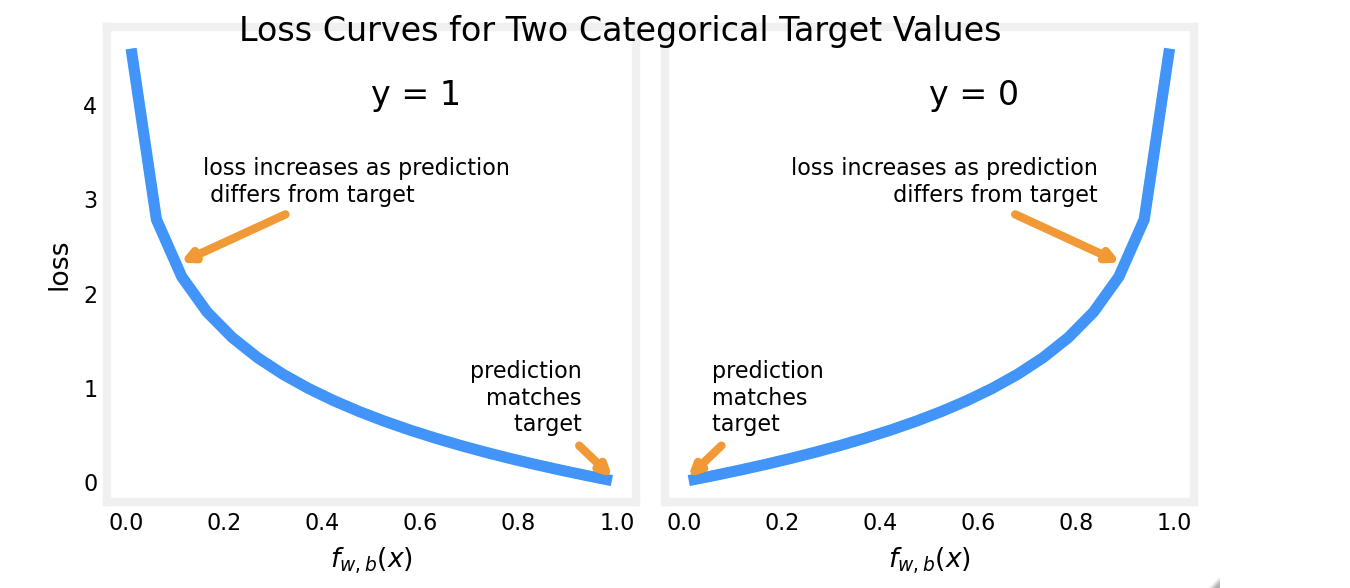 Loss Curves for Two Categorical Target Values
y = 1
loss increases as prediction
differs from target
prediction
matches
target
loss
4
3
2
1
0
0.0 0.2 0.4 0.6 0.8 1.0
f_{w, b}(x)
y = 0
loss increases as prediction
differs from target
prediction
matches
target
0.0 0.2 0.4 0.6 0.8 1.0
f_{w, b}(x)